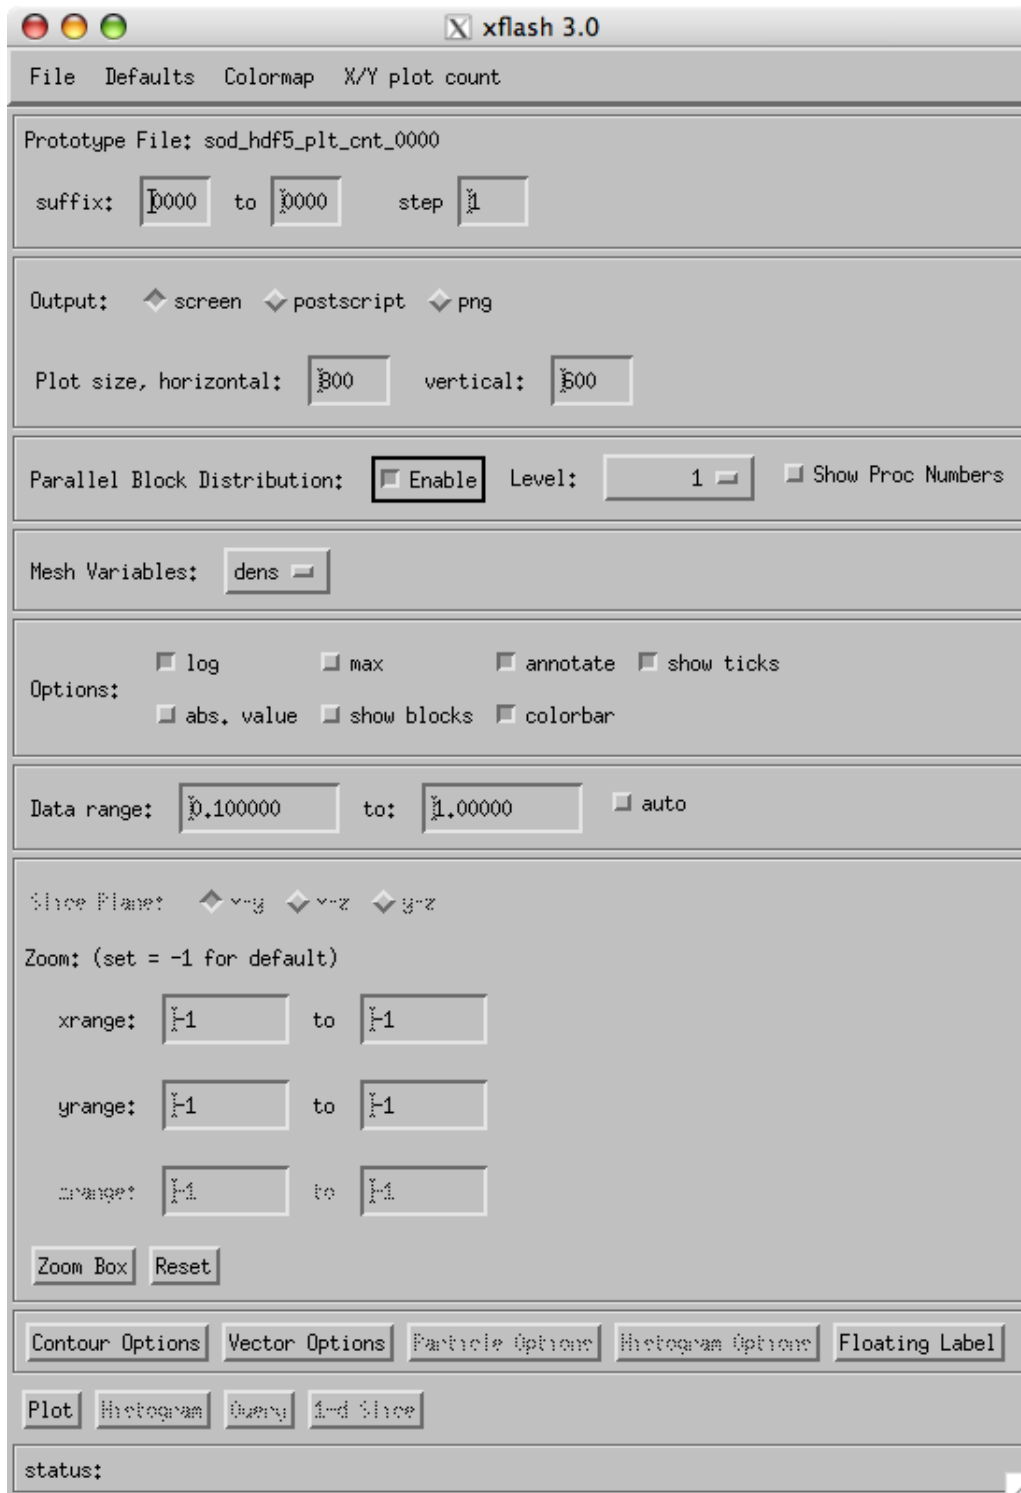 xflash 3.0
File Defaults Colormap X/Y plot count
Prototype File: sod_hdf5_plt_cnt_0000
suffix: 0000 to 0000 step 1
Output: screen postscript png
Plot size, horizontal: 800 vertical: 600
Parallel Block Distribution: Enable Level: 1 Show Proc Numbers
Mesh Variables: dens
Options: log max annotate show ticks
abs. value show blocks colorbar
Data range: 0.100000 to: 1.00000 auto
Slice Plane: x-y x-z y-z
Zoom: (set = -1 for default)
xrange: -1 to -1
yrange: -1 to -1
zrange: -1 to -1
Zoom Box Reset
Contour Options Vector Options Particle Options Histogram Options Floating Label
Plot Histogram Query 1-d Slice
status: